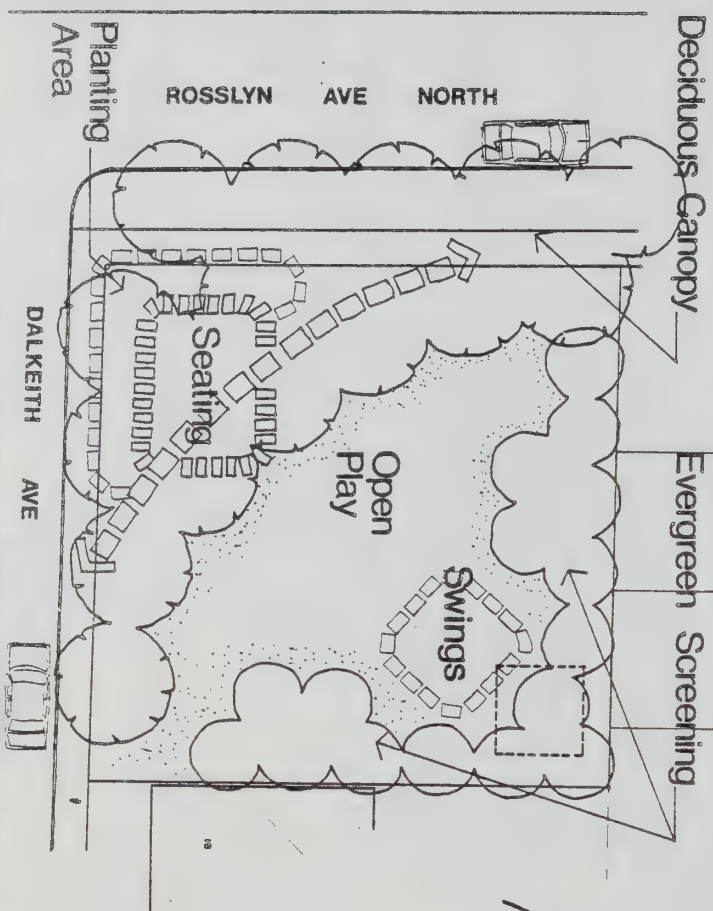 Deciduous Canopy
Evergreen Screening
ROSSLYN AVE NORTH
Planting
Area
Seating
Open
Play
Swings
DALKEITH AVE